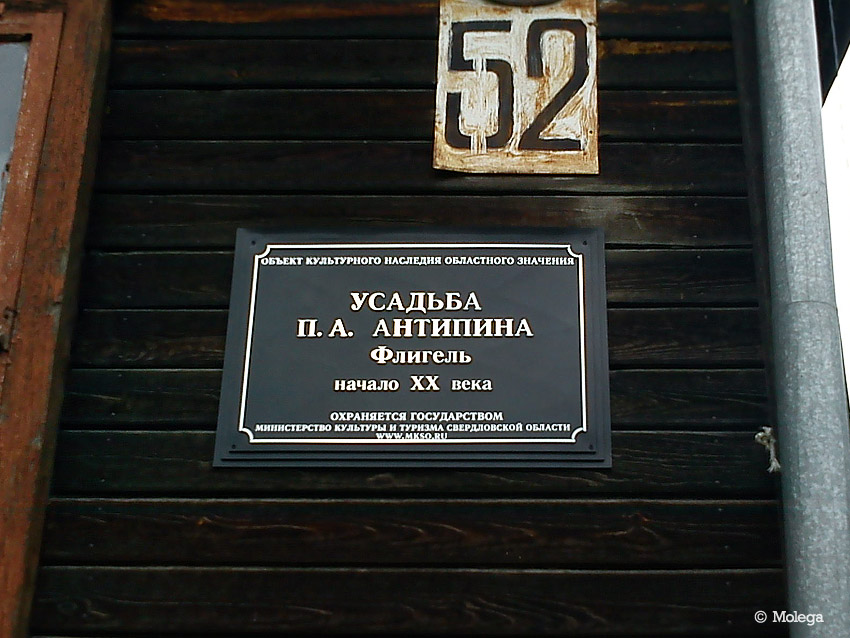 52
ОБЪЕКТ КУЛЬТУРНОГО НАСЛЕДИЯ ОБЛАСТНОГО ЗНАЧЕНИЯ
УСАДЬБА
П. А. АНТИПИНА
Флигель
начало XX века
ОХРАНЯЕТСЯ ГОСУДАРСТВОМ
МИНИСТЕРСТВО КУЛЬТУРЫ И ТУРИЗМА СВЕРДЛОВСКОЙ ОБЛАСТИ
WWW.MKSO.RU
© Molega